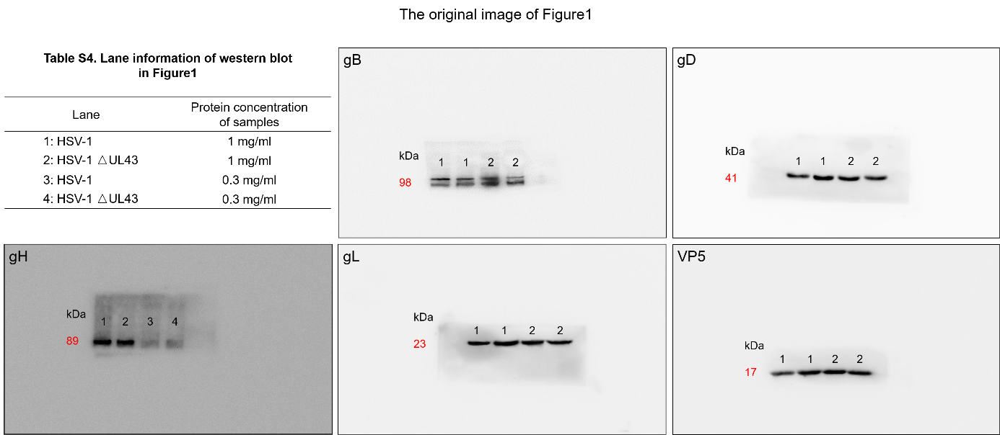 The original image of Figure1
Table S4. Lane information of western blot
in Figure1
Lane
Protein concentration
of samples
1: HSV-1 1 mg/ml
2: HSV-1 △UL43 1 mg/ml
3: HSV-1 0.3 mg/ml
4: HSV-1 △UL43 0.3 mg/ml
gB
kDa
1 1 2 2
98
gD
kDa
1 1 2 2
41
gH
kDa
1 2 3 4
89
gL
kDa
1 1 2 2
23
VP5
kDa
1 1 2 2
17